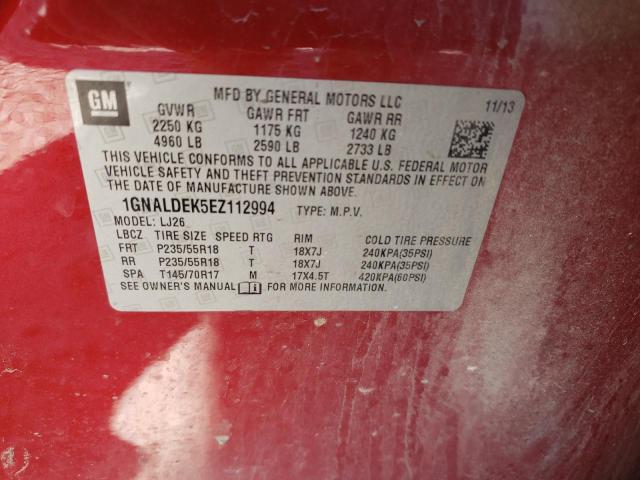 GM
MFD BY GENERAL MOTORS LLC 11/13
GVWR GAWR FRT GAWR RR
2250 KG 1175 KG 1240 KG
4960 LB 2590 LB 2733 LB
THIS VEHICLE CONFORMS TO ALL APPLICABLE U.S. FEDERAL MOTOR
VEHICLE SAFETY AND THEFT PREVENTION STANDARDS IN EFFECT ON
THE DATE OF MANUFACTURE SHOWN ABOVE.
1GNALDEK5EZ112994 TYPE: M.P.V.
MODEL: LJ26
LBCZ TIRE SIZE SPEED RTG RIM COLD TIRE PRESSURE
FRT P235/55R18 T 18X7J 240KPA(35PSI)
RR P235/55R18 T 18X7J 240KPA(35PSI)
SPA T145/70R17 M 17X4.5T 420KPA(60PSI)
SEE OWNER'S MANUAL FOR MORE INFORMATION.